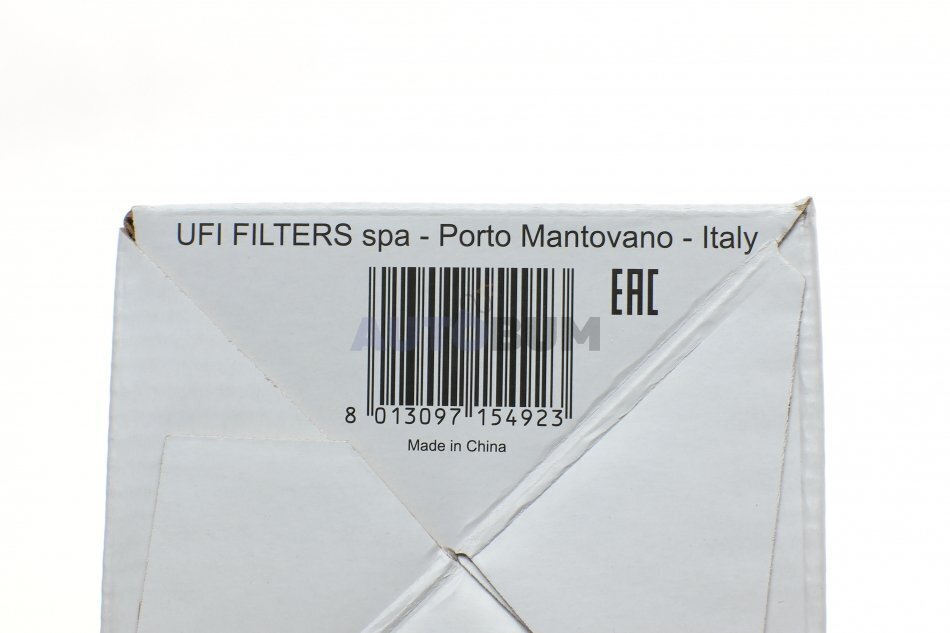 UFI FILTERS spa - Porto Mantovano - Italy
EAC
AUTOBUM
8 013097 154923
Made in China